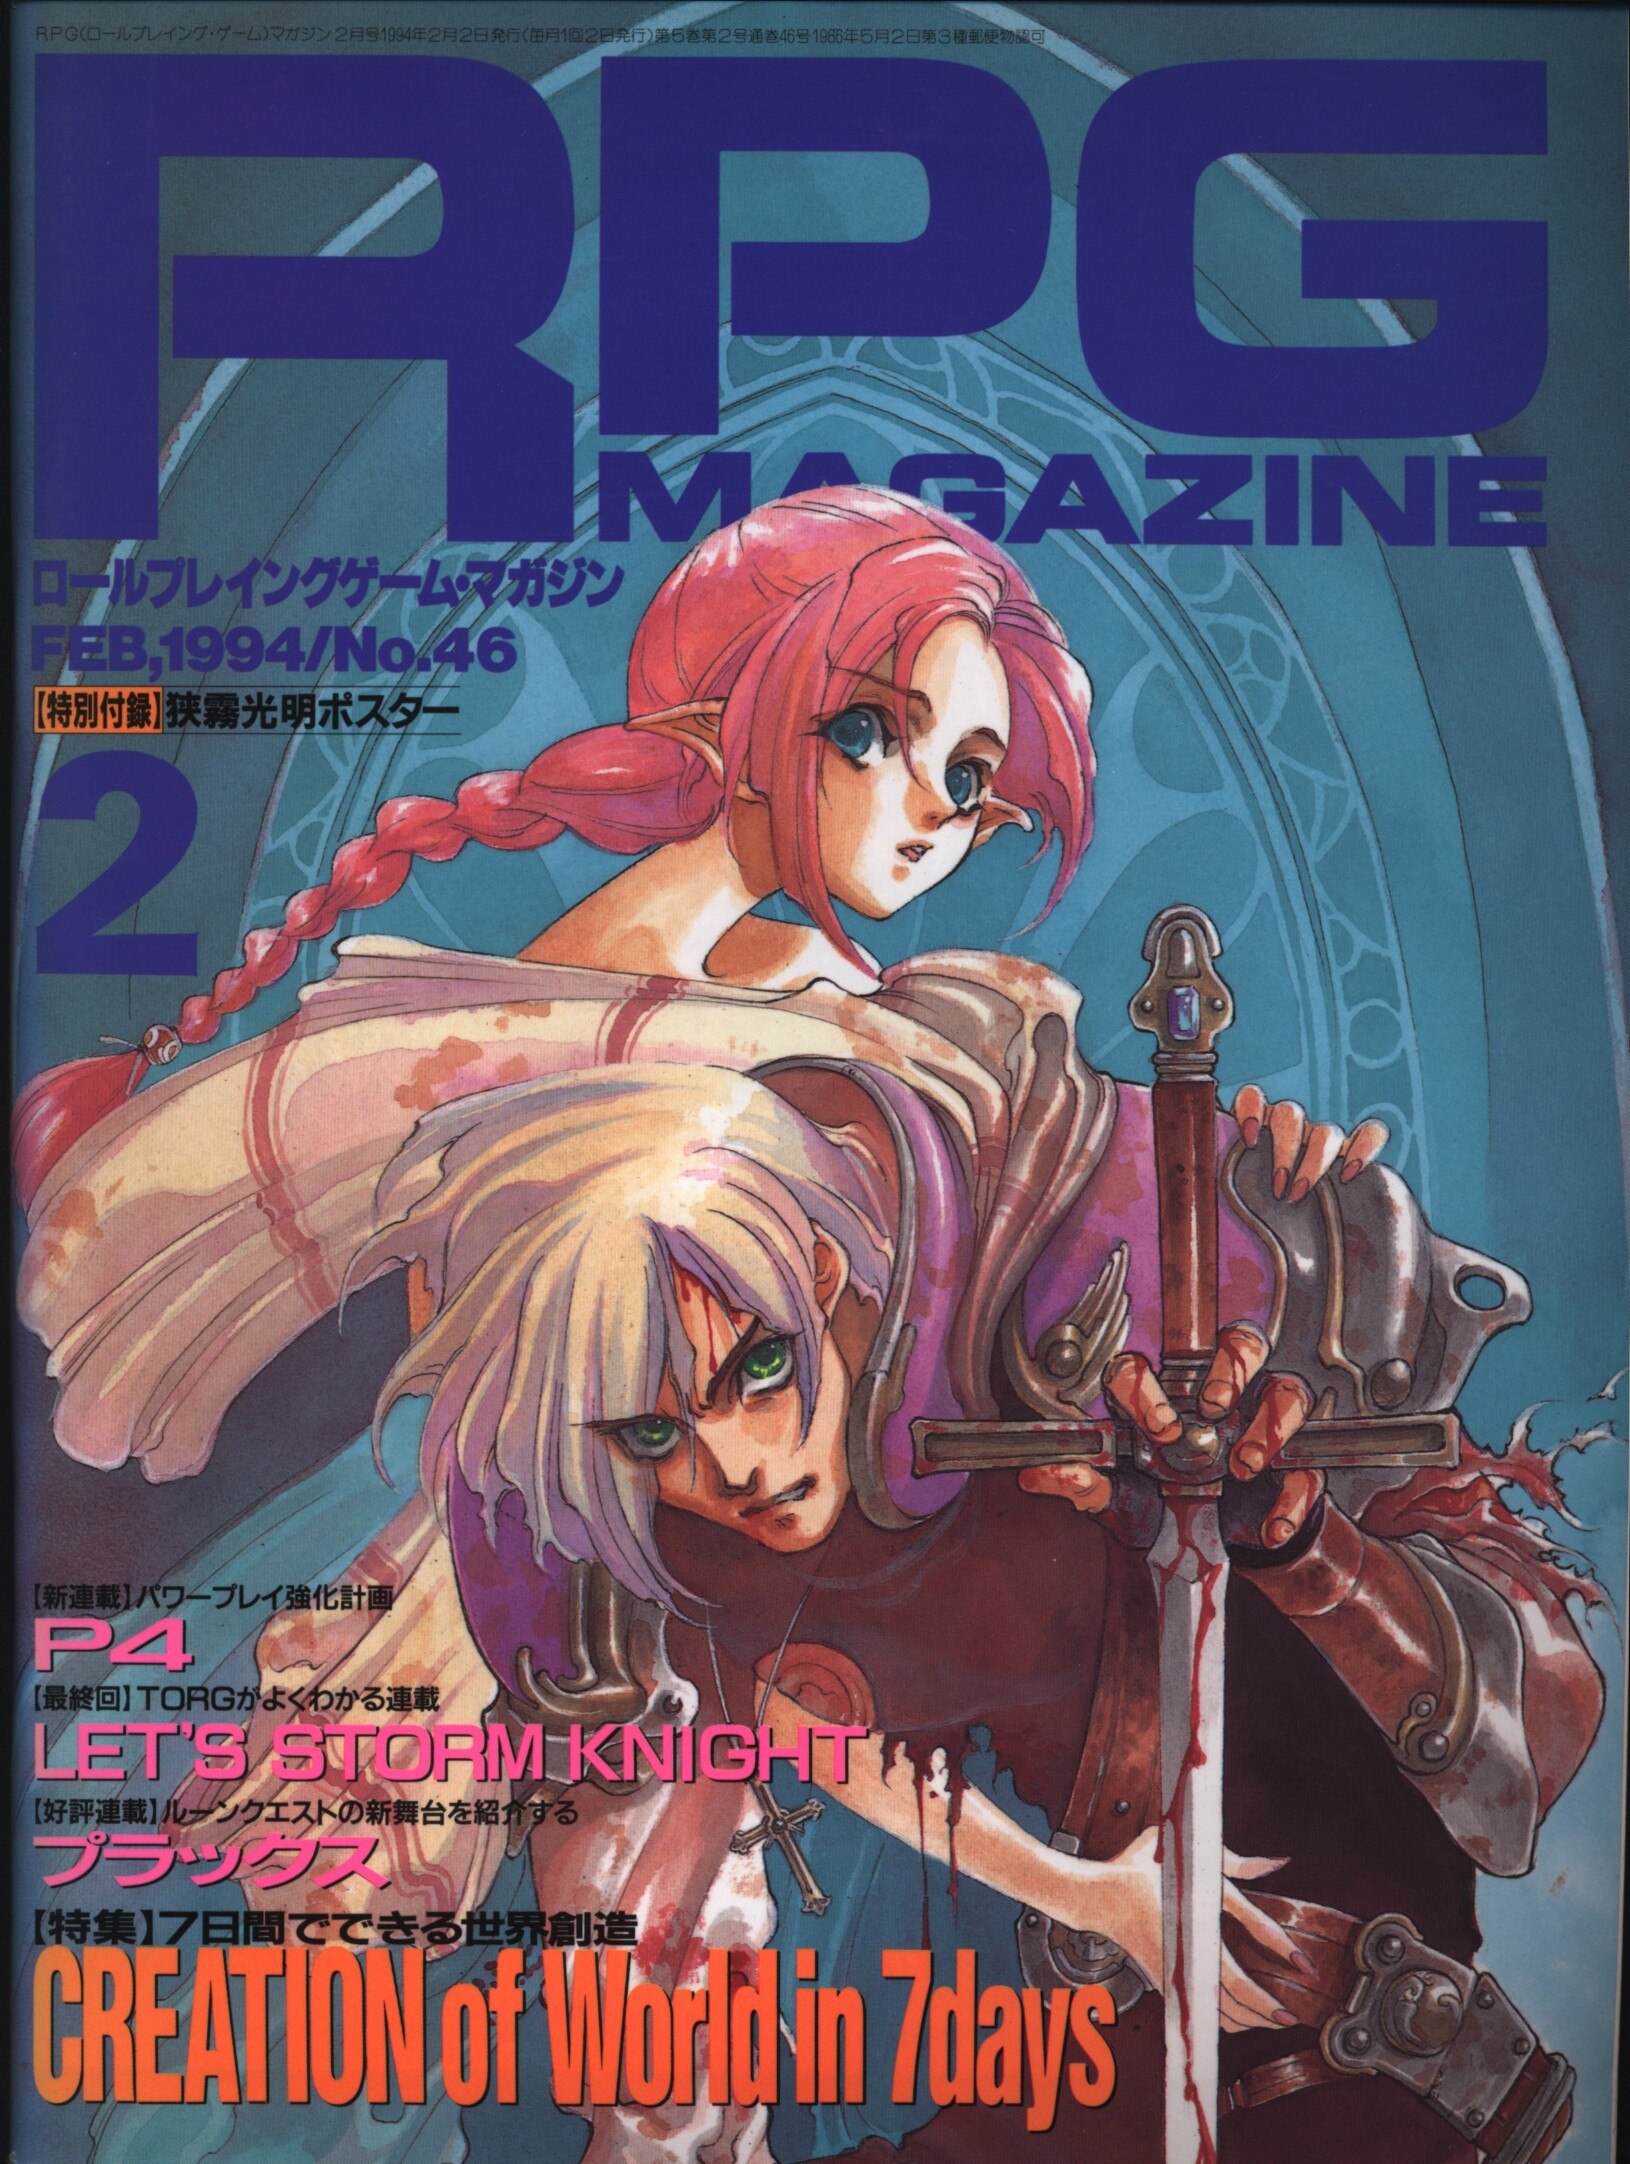 RPG(ロールプレイング・ゲーム)マガジン2月号1994年2月2日発行(毎月1回2日発行)第5巻第2号通巻46号1986年5月2日第3種郵便物認可
RPG
MAGAZINE
ロールプレイングゲーム・マガジン
FEB,1994/No.46
【特別付録】狭霧光明ポスター
2
【新連載】パワープレイ強化計画
P4
【最終回】TORGがよくわかる連載
LET'S STORM KNIGHT
【好評連載】ルーンクエストの新舞台を紹介する
プラックス
【特集】7日間でできる世界創造
CREATION of World in 7days